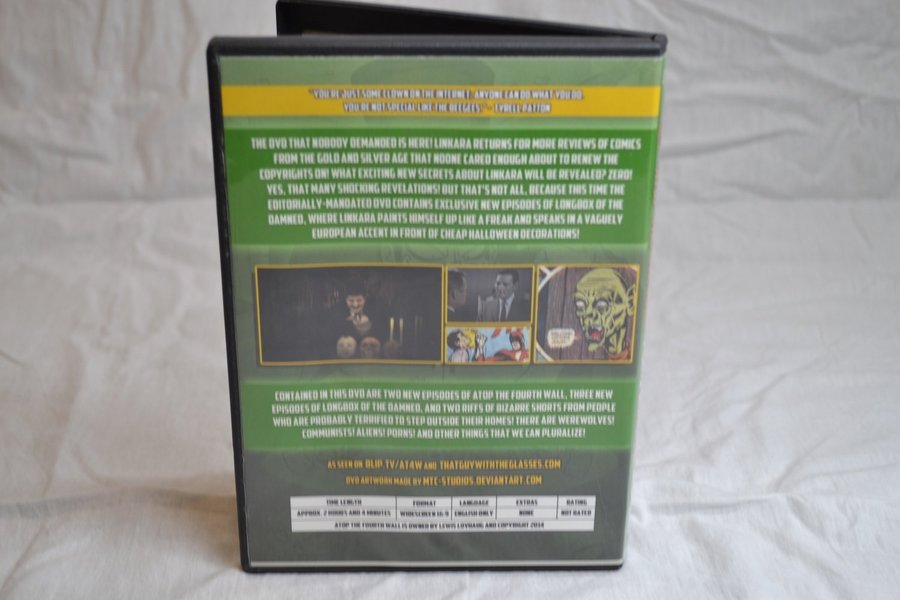 "YOU'RE JUST SOME CLOWN ON THE INTERNET. ANYONE CAN DO WHAT YOU DO.
YOU'RE NOT SPECIAL LIKE THE BEEGEES" - TYRELL PATTON
THE DVD THAT NOBODY DEMANDED IS HERE! LINKARA RETURNS FOR MORE REVIEWS OF COMICS
FROM THE GOLD AND SILVER AGE THAT NOONE CARED ENOUGH ABOUT TO RENEW THE
COPYRIGHTS ON! WHAT EXCITING NEW SECRETS ABOUT LINKARA WILL BE REVEALED? ZERO!
YES, THAT MANY SHOCKING REVELATIONS! BUT THAT'S NOT ALL, BECAUSE THIS TIME THE
EDITORIALLY-MANDATED DVD CONTAINS EXCLUSIVE NEW EPISODES OF LONGBOX OF THE
DAMNED, WHERE LINKARA PAINTS HIMSELF UP LIKE A FREAK AND SPEAKS IN A VAGUELY
EUROPEAN ACCENT IN FRONT OF CHEAP HALLOWEEN DECORATIONS!
CONTAINED IN THIS DVD ARE TWO NEW EPISODES OF ATOP THE FOURTH WALL, THREE NEW
EPISODES OF LONGBOX OF THE DAMNED, AND TWO RIFFS OF BIZARRE SHORTS FROM PEOPLE
WHO ARE PROBABLY TERRIFIED TO STEP OUTSIDE THEIR HOMES! THERE ARE WEREWOLVES!
COMMUNISTS! ALIENS! PORNS! AND OTHER THINGS THAT WE CAN PLURALIZE!
AS SEEN ON BLIP.TV/AT4W AND THATGUYWITHTHEGLASSES.COM
DVD ARTWORK MADE BY MTC-STUDIOS.DEVIANTART.COM
TIME LENGTH FORMAT LANGUAGE EXTRAS RATING
APPROX. 2 HOURS AND 4 MINUTES WIDESCREEN 16:9 ENGLISH ONLY NONE NOT RATED
ATOP THE FOURTH WALL IS OWNED BY LEWIS LOVHAUG AND COPYRIGHT 2014